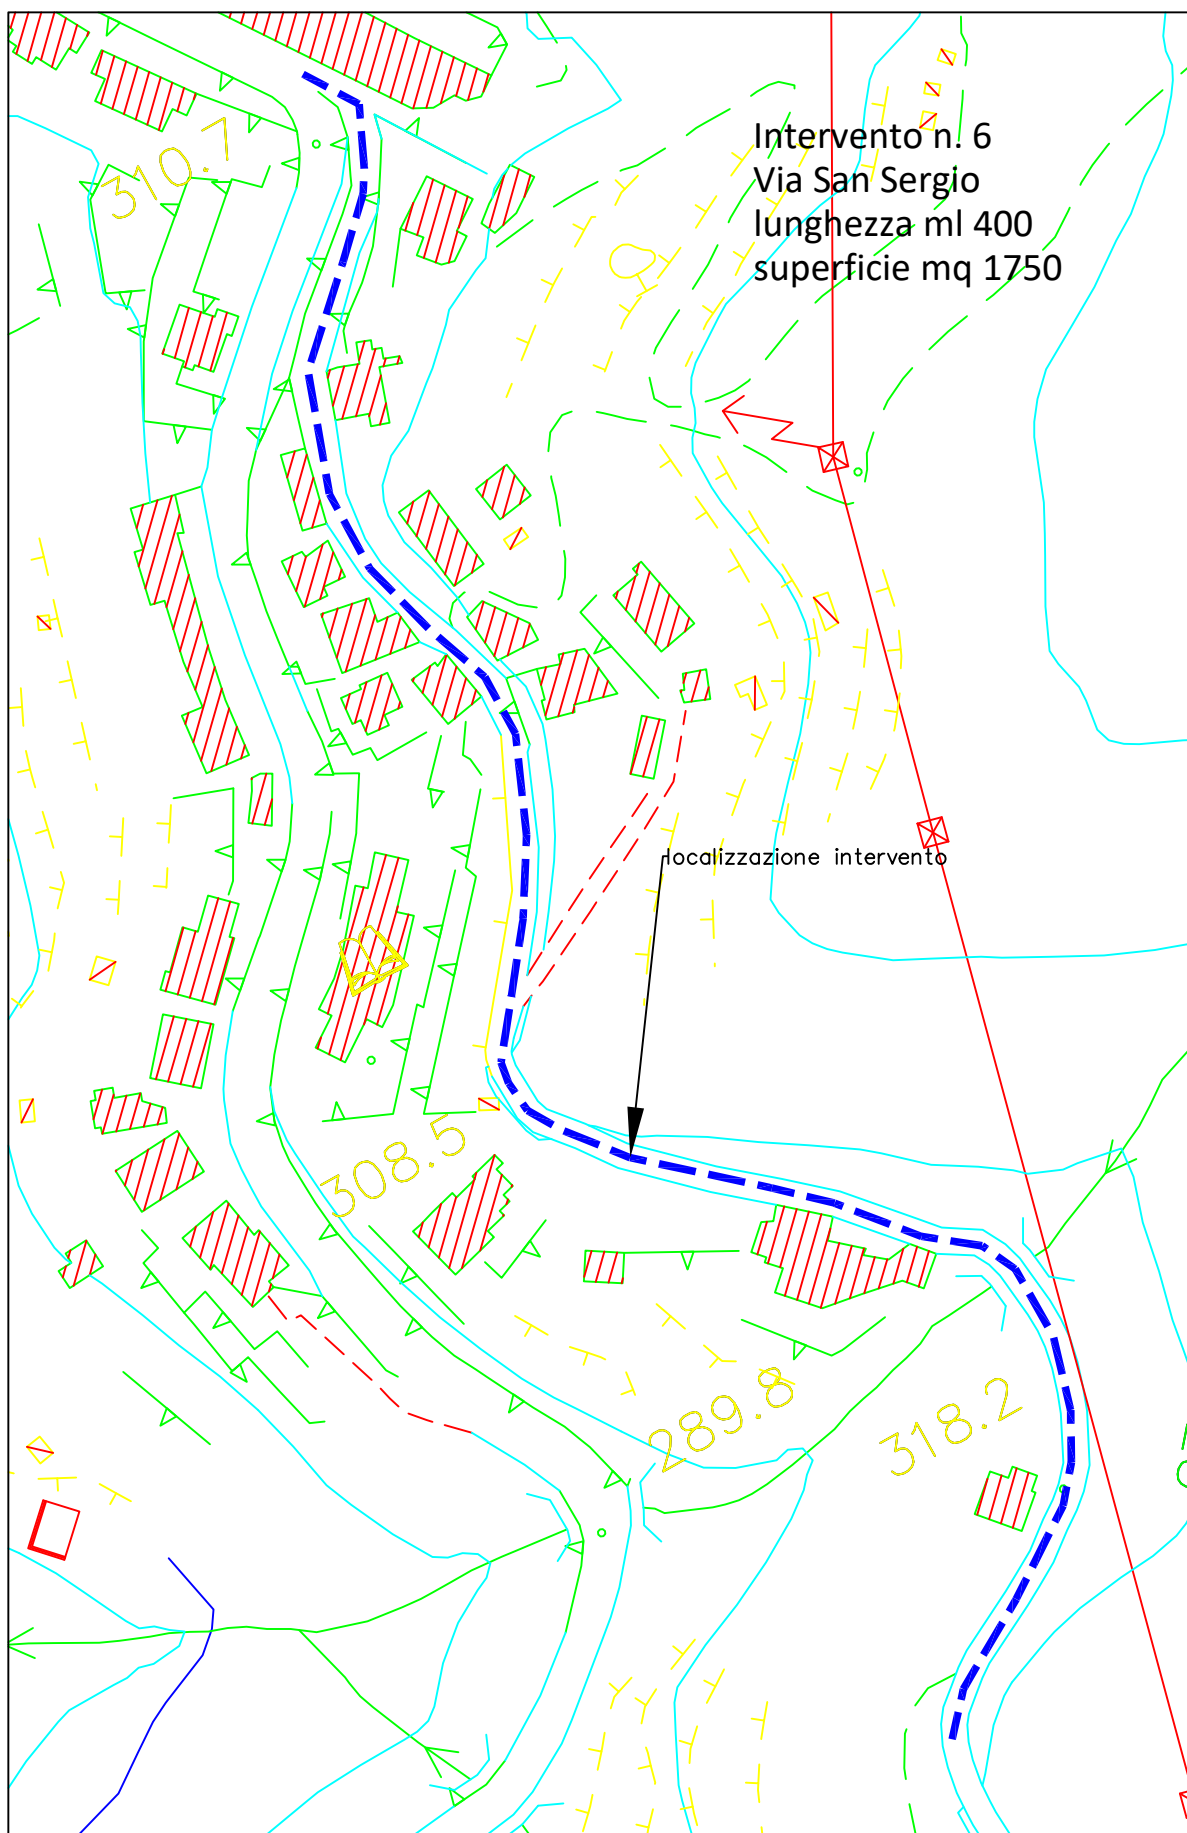 Intervento n. 6
Via San Sergio
lunghezza ml 400
superficie mq 1750
310.7
localizzazione intervento
308.5
289.8
318.2